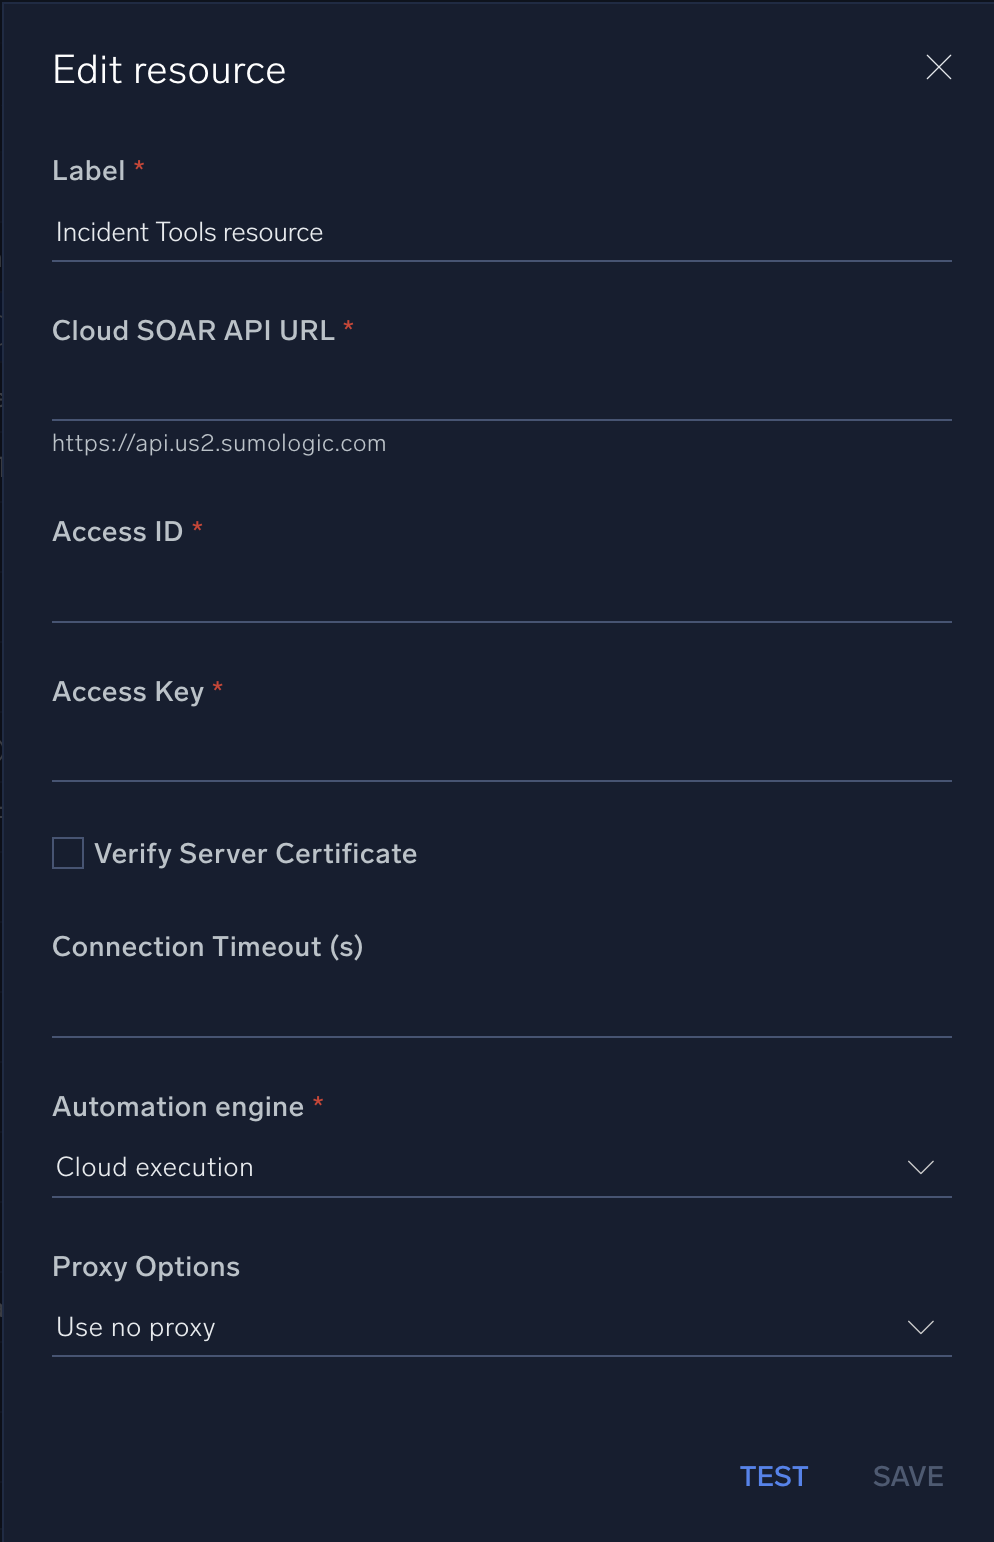 Edit resource
Label *
Incident Tools resource
Cloud SOAR API URL *
https://api.us2.sumologic.com
Access ID *
Access Key *
Verify Server Certificate
Connection Timeout (s)
Automation engine *
Cloud execution
Proxy Options
Use no proxy
TEST SAVE